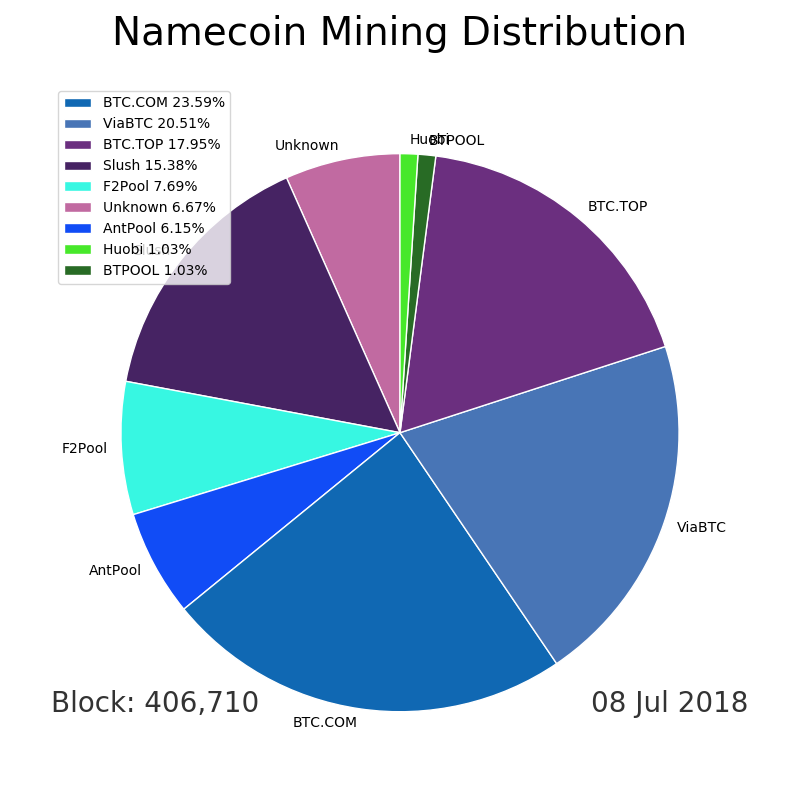 Namecoin Mining Distribution
BTC.COM 23.59%
ViaBTC 20.51%
BTC.TOP 17.95%
Slush 15.38%
F2Pool 7.69%
Unknown 6.67%
AntPool 6.15%
Huobi 1.03%
BTPOOL 1.03%
Unknown
Huobi
BTPOOL
BTC.TOP
Slush
F2Pool
ViaBTC
AntPool
BTC.COM
Block: 406,710
08 Jul 2018